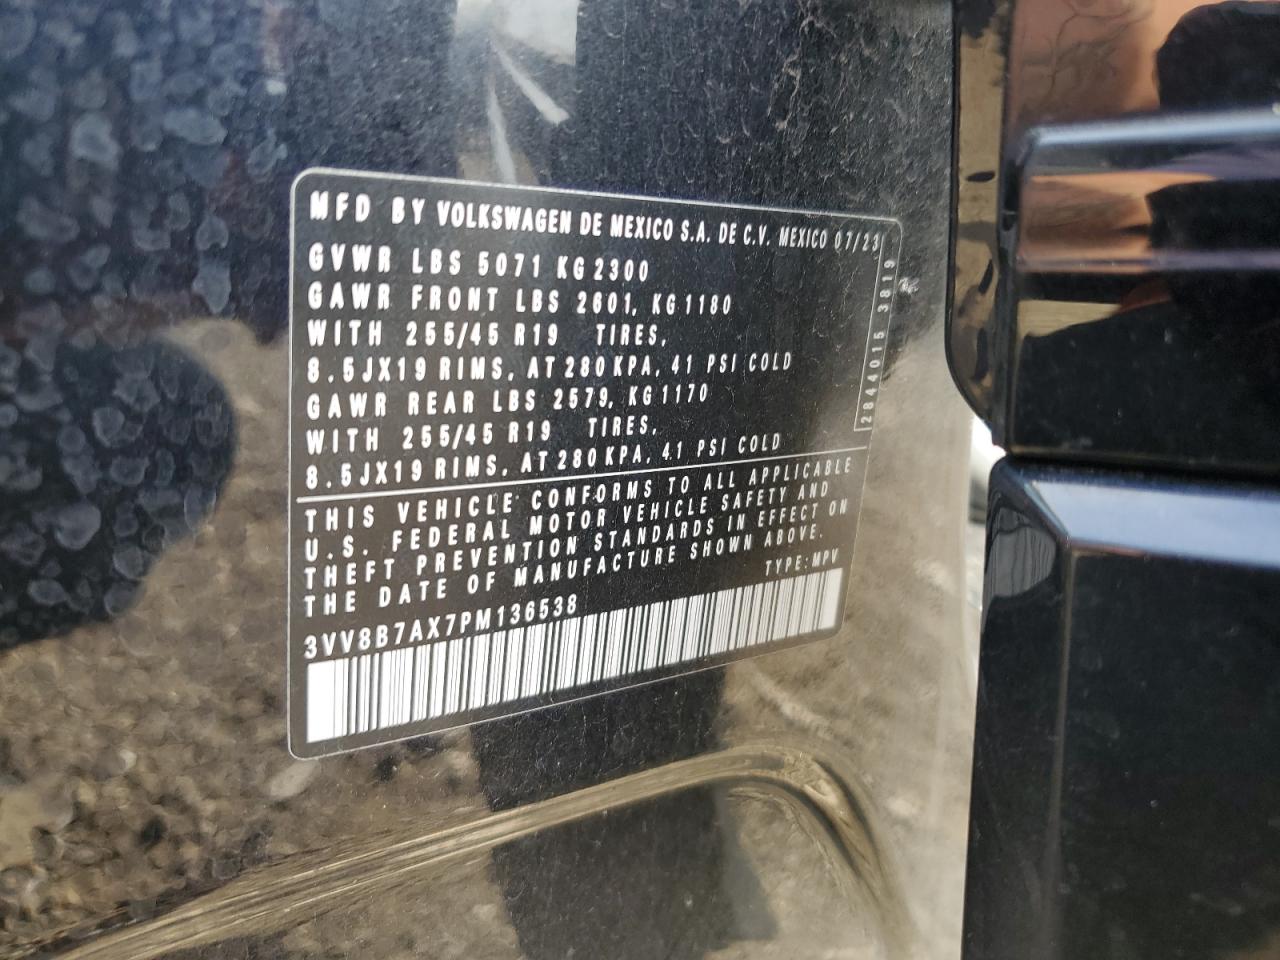 MFD BY VOLKSWAGEN DE MEXICO S.A. DE C.V. MEXICO 07/23
GVWR LBS 5071 KG 2300
GAWR FRONT LBS 2601, KG 1180
WITH 255/45 R19 TIRES,
8.5JX19 RIMS, AT 280 KPA, 41 PSI COLD
GAWR REAR LBS 2579, KG 1170
WITH 255/45 R19 TIRES,
8.5JX19 RIMS, AT 280 KPA, 41 PSI COLD
2844015 3819
THIS VEHICLE CONFORMS TO ALL APPLICABLE
U.S. FEDERAL MOTOR VEHICLE SAFETY AND
THEFT PREVENTION STANDARDS IN EFFECT ON
THE DATE OF MANUFACTURE SHOWN ABOVE.
3VV8B7AX7PM136538 TYPE: MPV